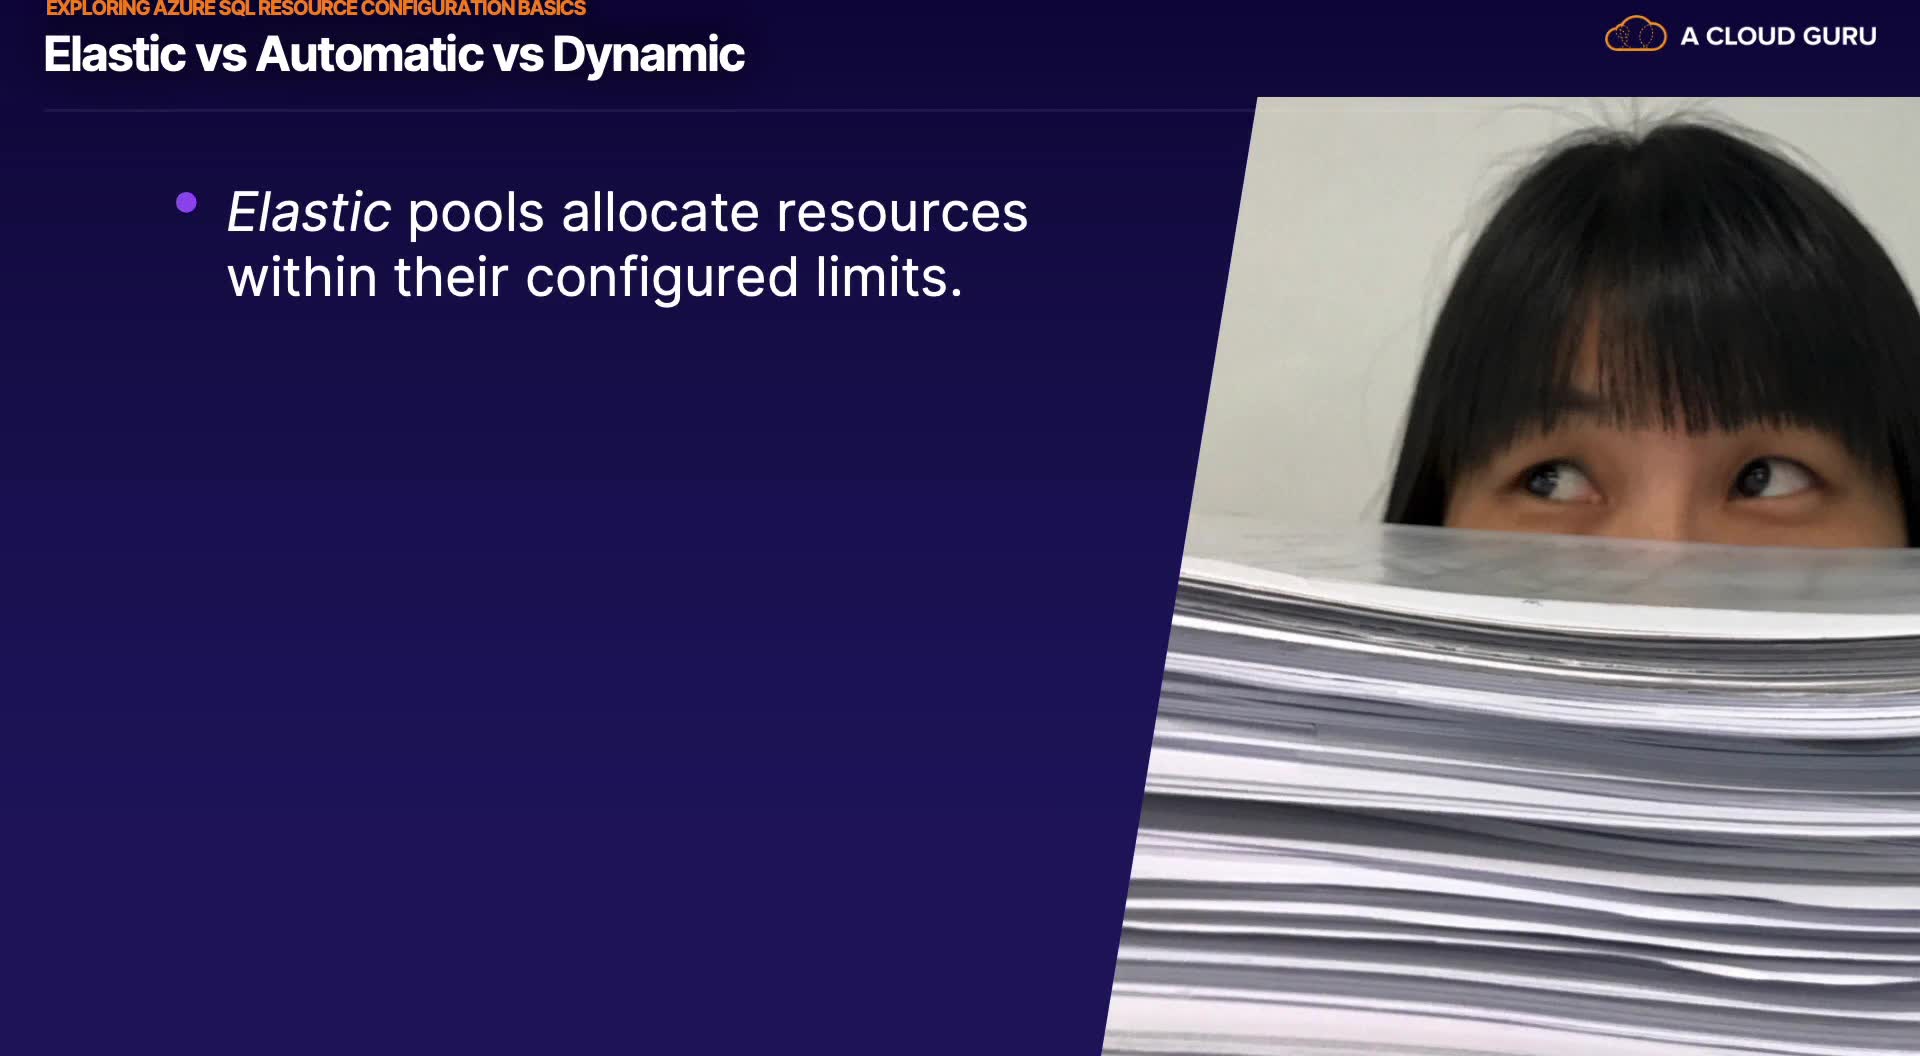 EXPLORING AZURE SQL RESOURCE CONFIGURATION BASICS
Elastic vs Automatic vs Dynamic
A CLOUD GURU
Elastic pools allocate resources
within their configured limits.